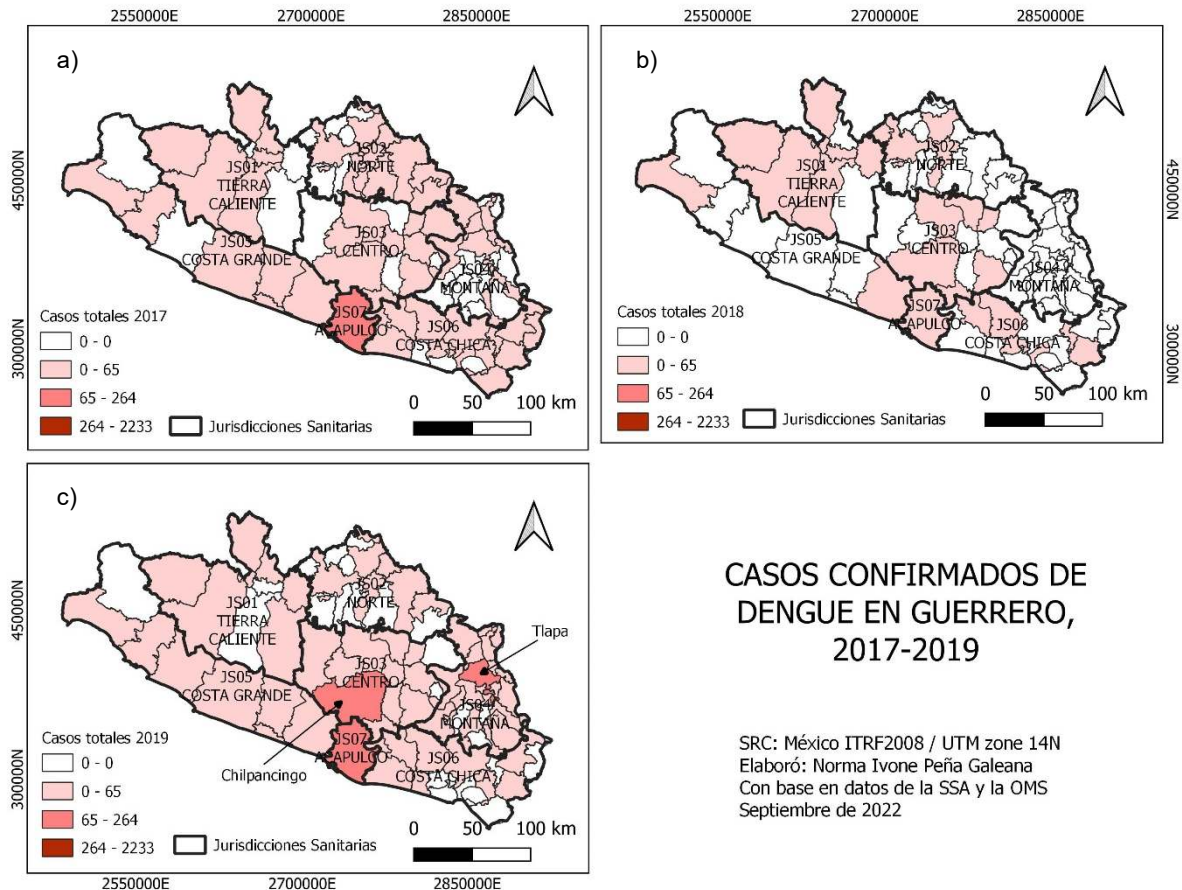 2550000E 2700000E 2850000E 2550000E 2700000E 2850000E
a)
JS01
TIERRA
CALIENTE
JS02
NORTE
JS03
CENTRO
JS04
MONTAÑA
JS05
COSTA GRANDE
JS07
ACAPULCO
JS06
COSTA CHICA
450000N
300000N
Casos totales 2017
0 - 0
0 - 65
65 - 264
264 - 2233
Jurisdicciones Sanitarias
0 50 100 km
b)
JS01
TIERRA
CALIENTE
JS02
NORTE
JS03
CENTRO
JS04
MONTAÑA
JS05
COSTA GRANDE
JS07
ACAPULCO
JS06
COSTA CHICA
450000N
300000N
Casos totales 2018
0 - 0
0 - 65
65 - 264
264 - 2233
Jurisdicciones Sanitarias
0 50 100 km
c)
JS01
TIERRA
CALIENTE
JS02
NORTE
Tlapa
JS03
CENTRO
JS04
MONTAÑA
JS05
COSTA GRANDE
JS07
ACAPULCO
JS06
COSTA CHICA
Chilpancingo
450000N
300000N
Casos totales 2019
0 - 0
0 - 65
65 - 264
264 - 2233
Jurisdicciones Sanitarias
0 50 100 km
2550000E 2700000E 2850000E
CASOS CONFIRMADOS DE
DENGUE EN GUERRERO,
2017-2019
SRC: México ITRF2008 / UTM zone 14N
Elaboró: Norma Ivone Peña Galeana
Con base en datos de la SSA y la OMS
Septiembre de 2022